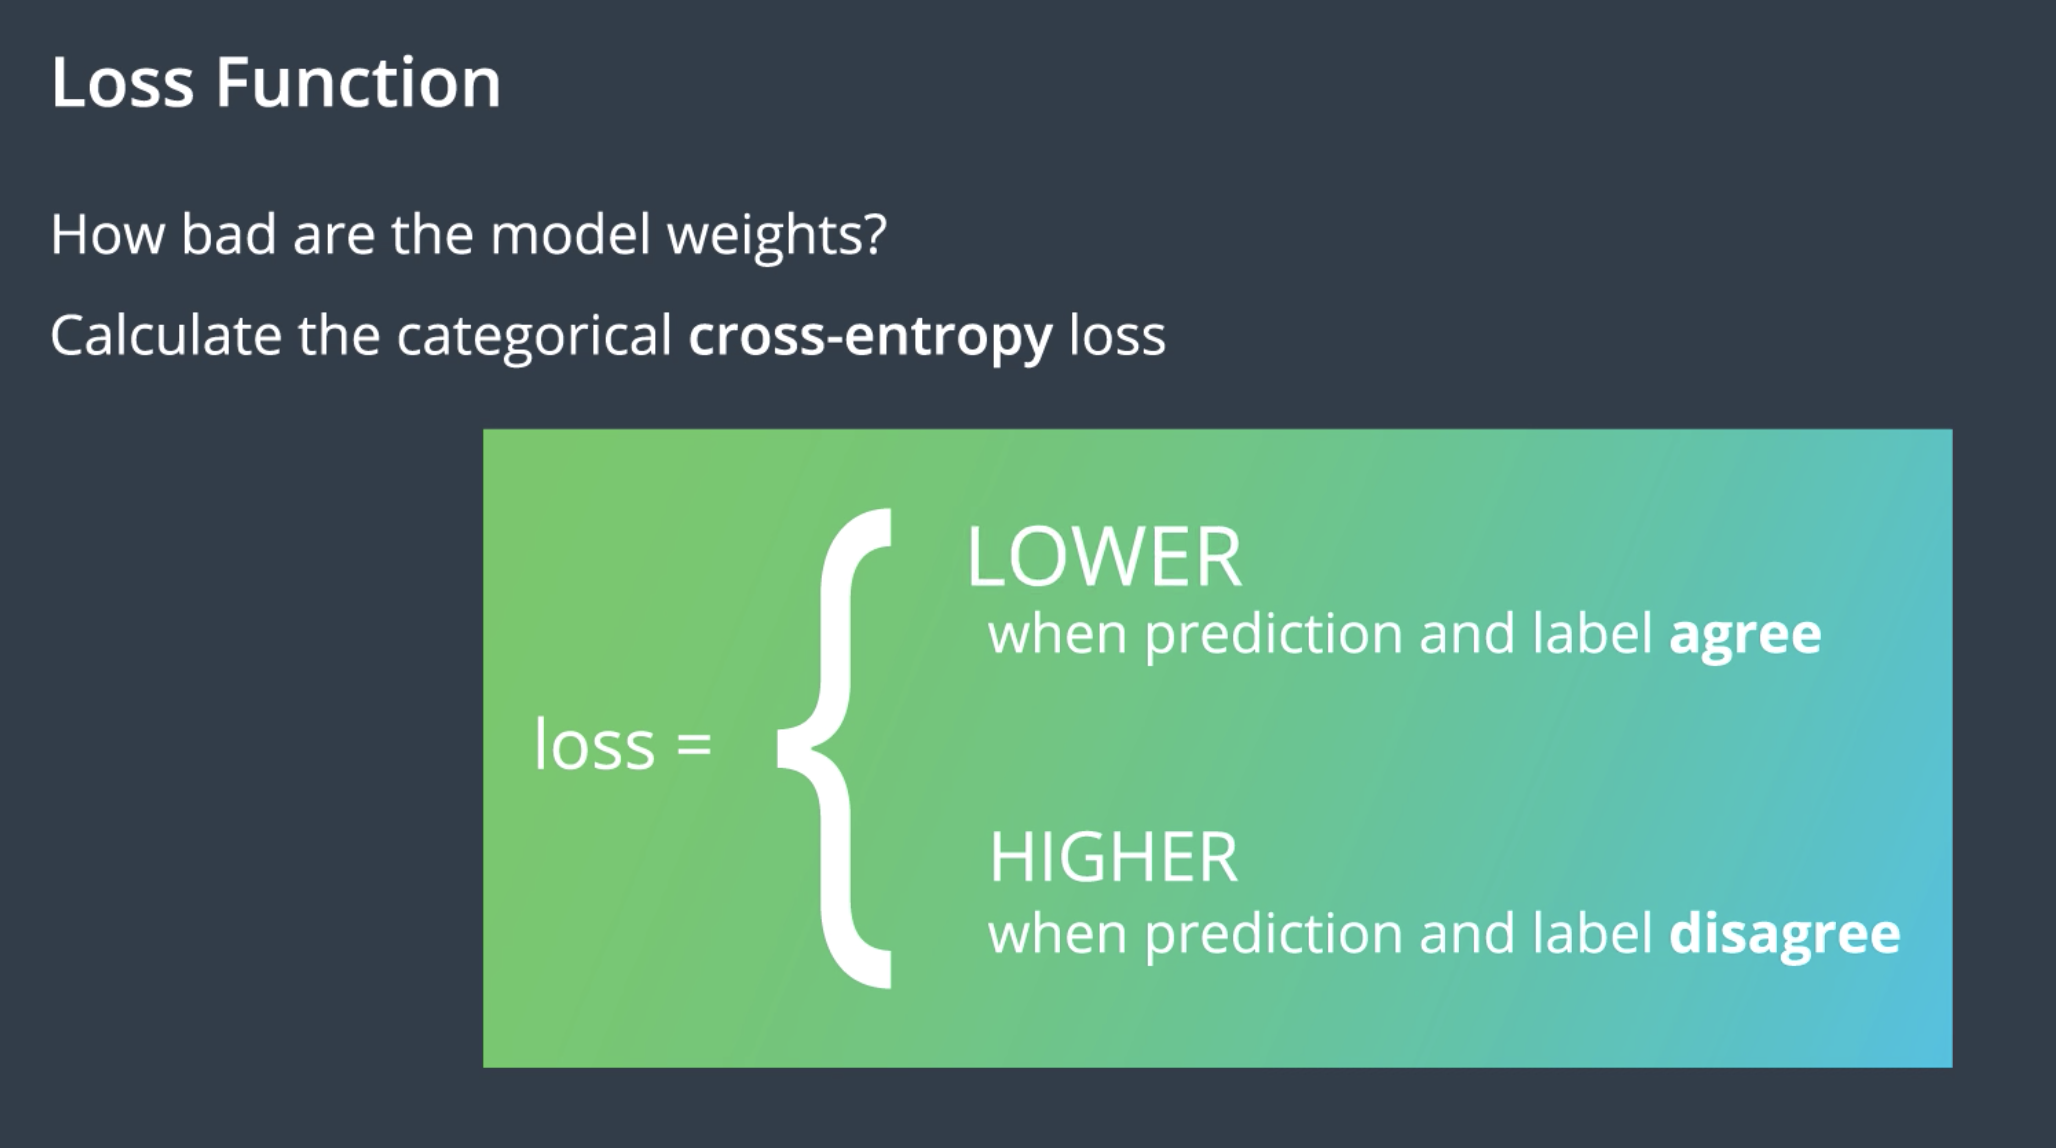 Loss Function
How bad are the model weights?
Calculate the categorical cross-entropy loss
loss = {
LOWER
when prediction and label agree
HIGHER
when prediction and label disagree